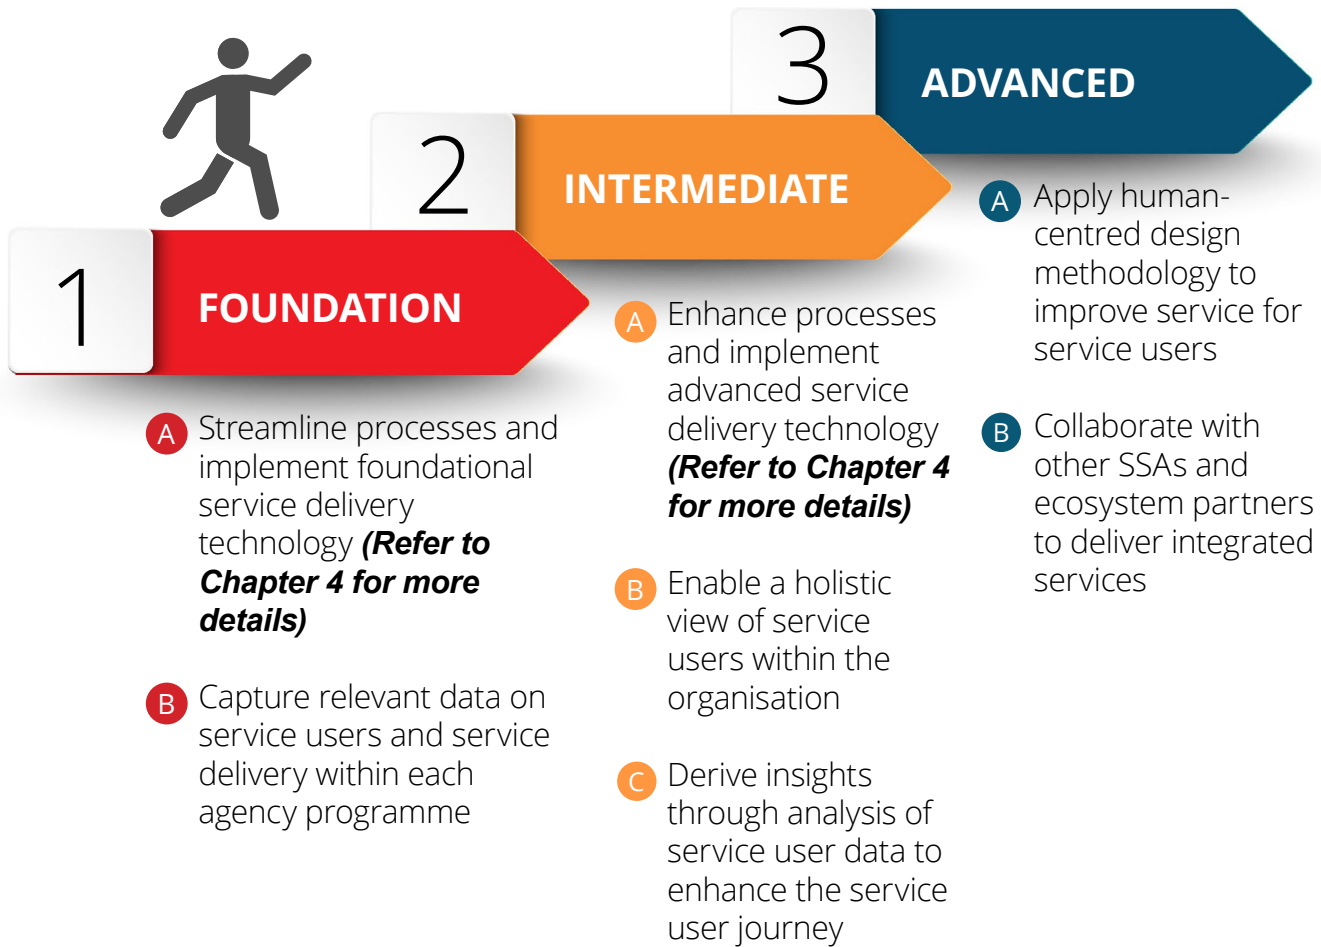 1
FOUNDATION
A
Streamline processes and
implement foundational
service delivery
technology (Refer to
Chapter 4 for more
details)
B
Capture relevant data on
service users and service
delivery within each
agency programme
2
INTERMEDIATE
A
Enhance processes
and implement
advanced service
delivery technology
(Refer to Chapter 4
for more details)
B
Enable a holistic
view of service
users within the
organisation
C
Derive insights
through analysis of
service user data to
enhance the service
user journey
3
ADVANCED
A
Apply human-
centred design
methodology to
improve service for
service users
B
Collaborate with
other SSAs and
ecosystem partners
to deliver integrated
services